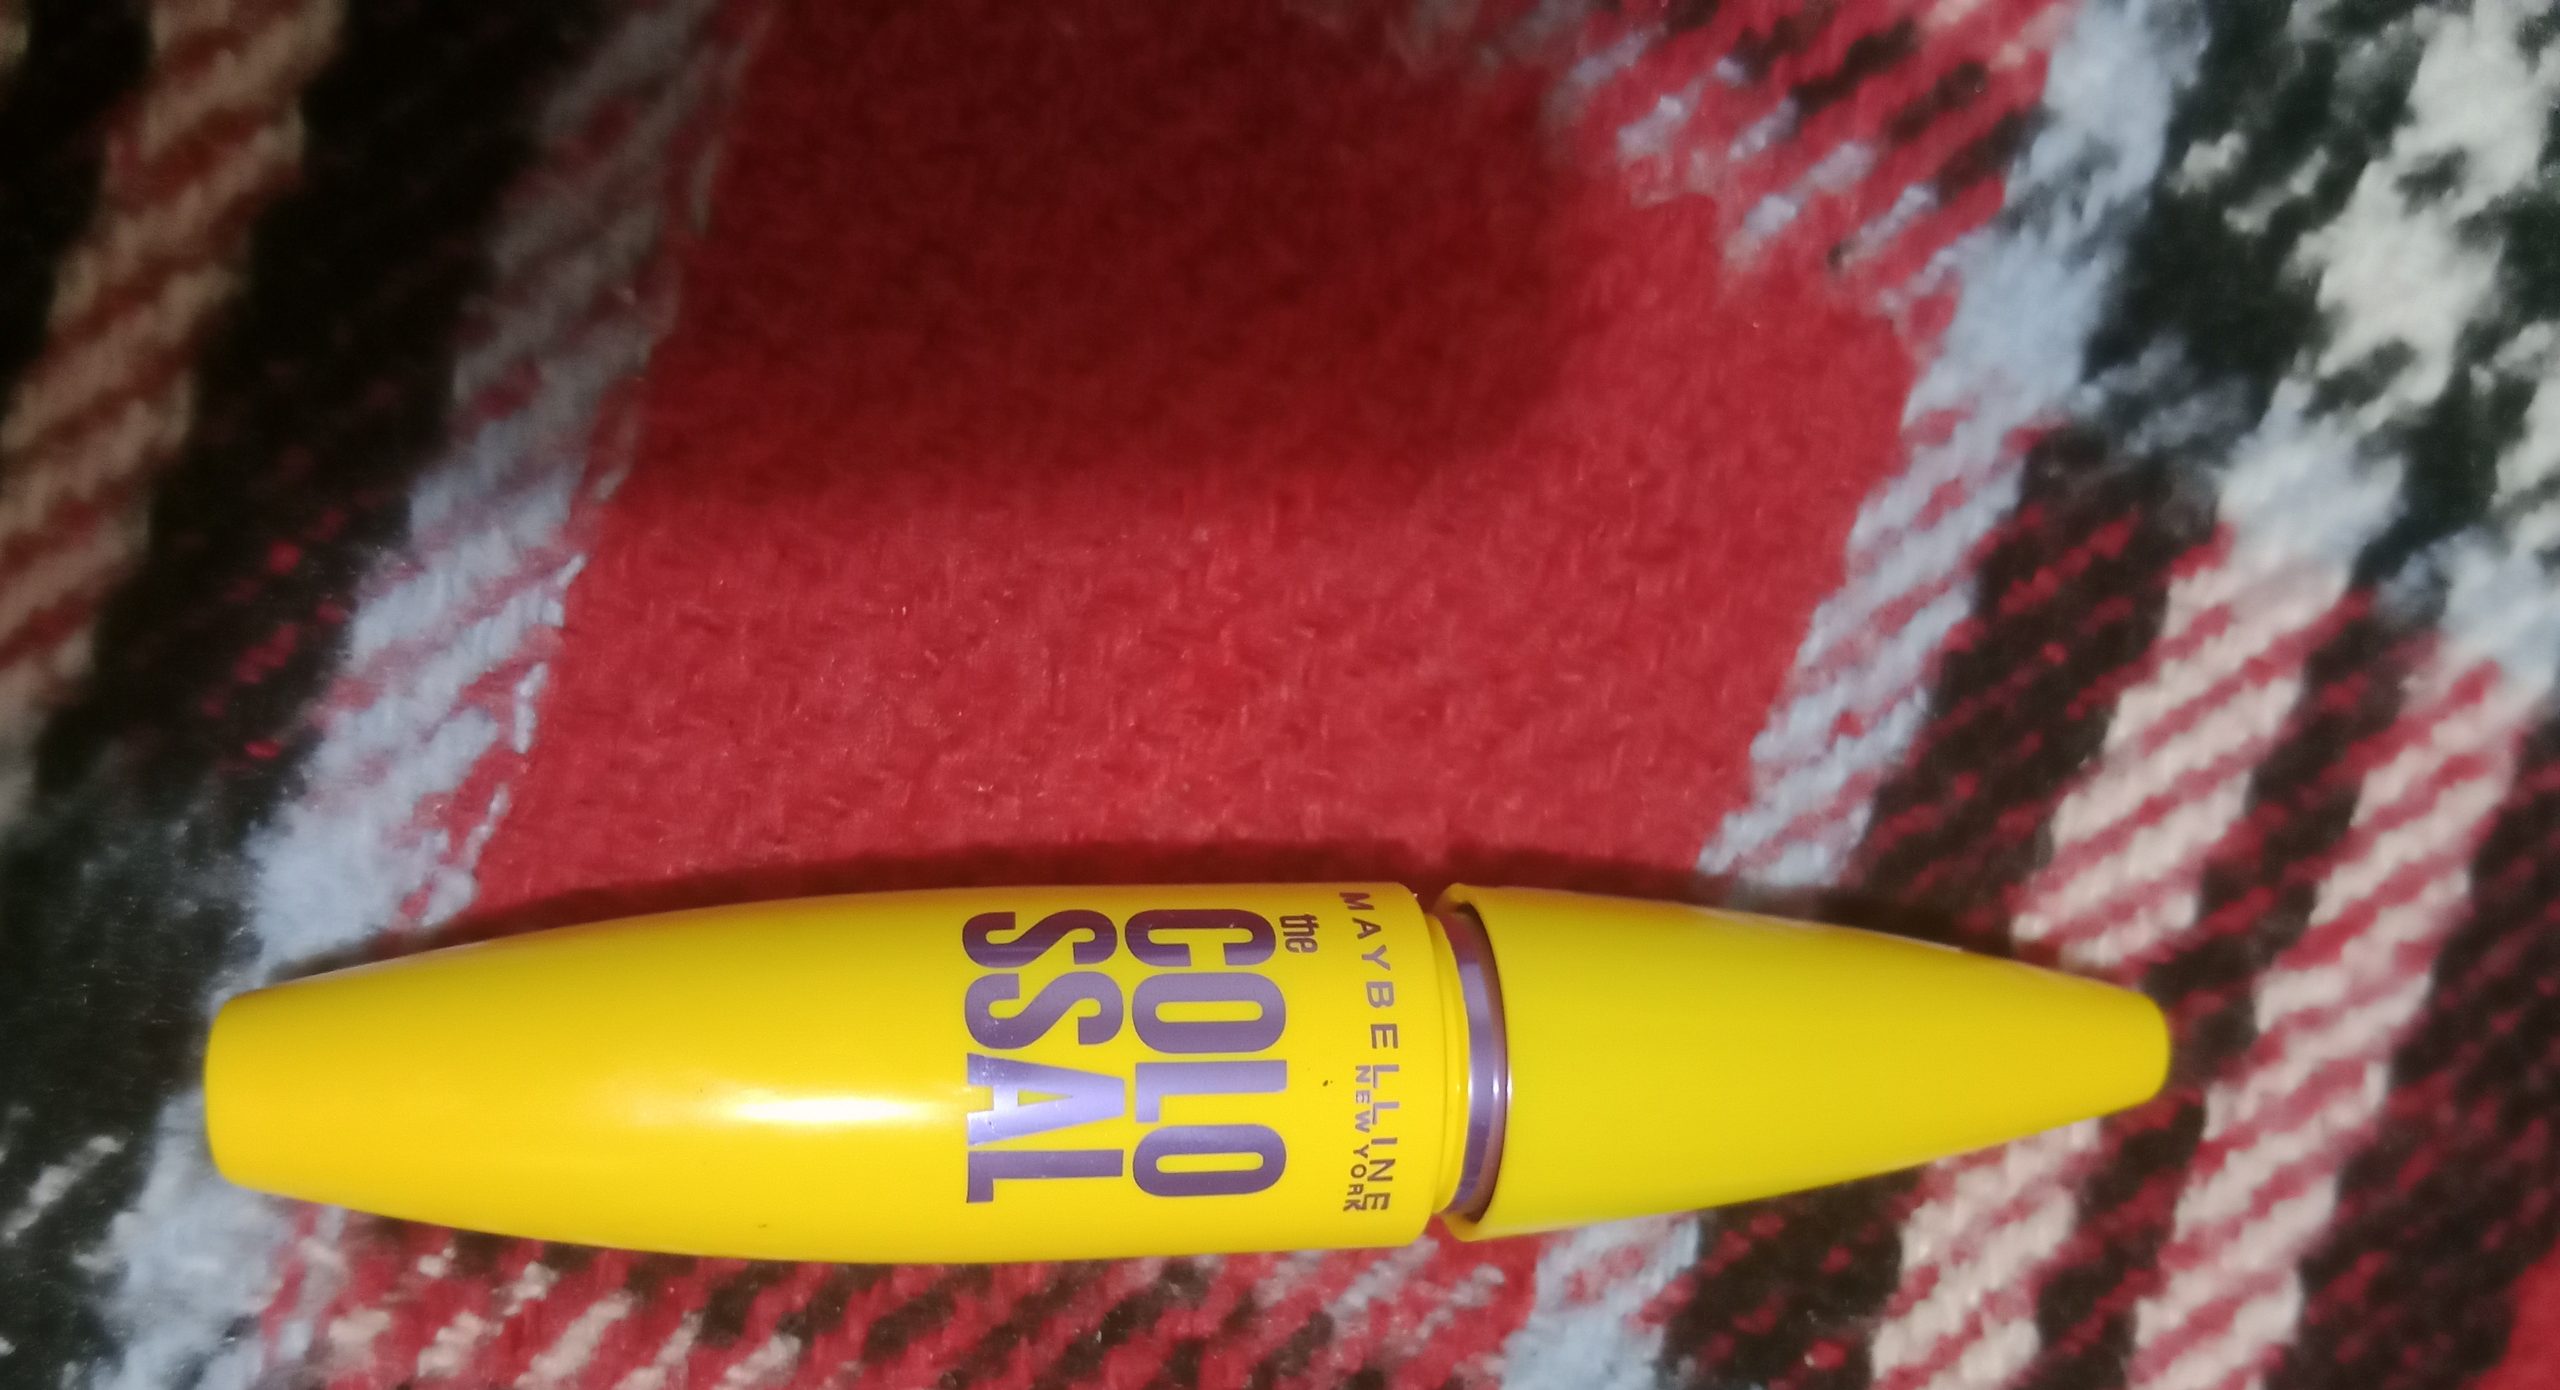 MAYBELLINE
NEW YORK
the
COLO
SSAL